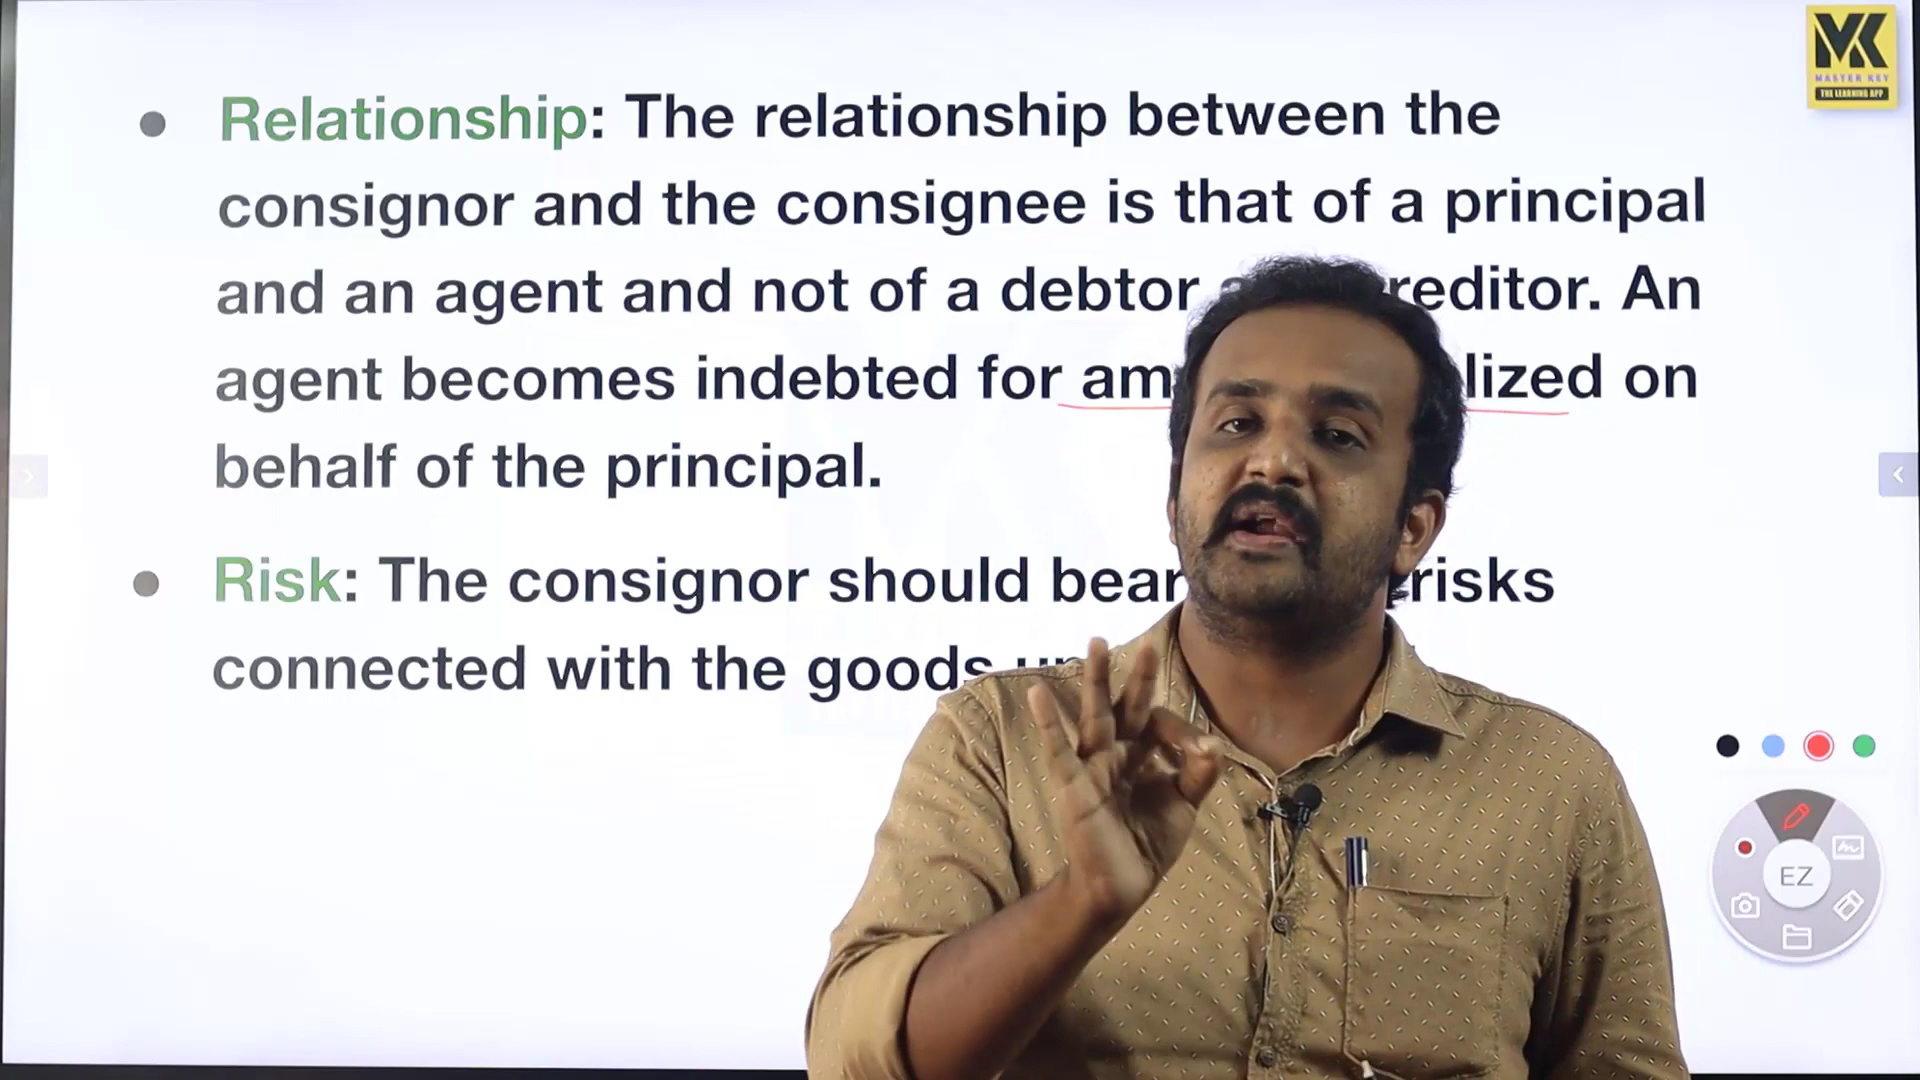 MK
MASTER KEY
THE LEARNING APP
Relationship: The relationship between the
consignor and the consignee is that of a principal
and an agent and not of a debtor reditor. An
agent becomes indebted for am lized on
behalf of the principal.
Risk: The consignor should bear risks
connected with the goods
EZ